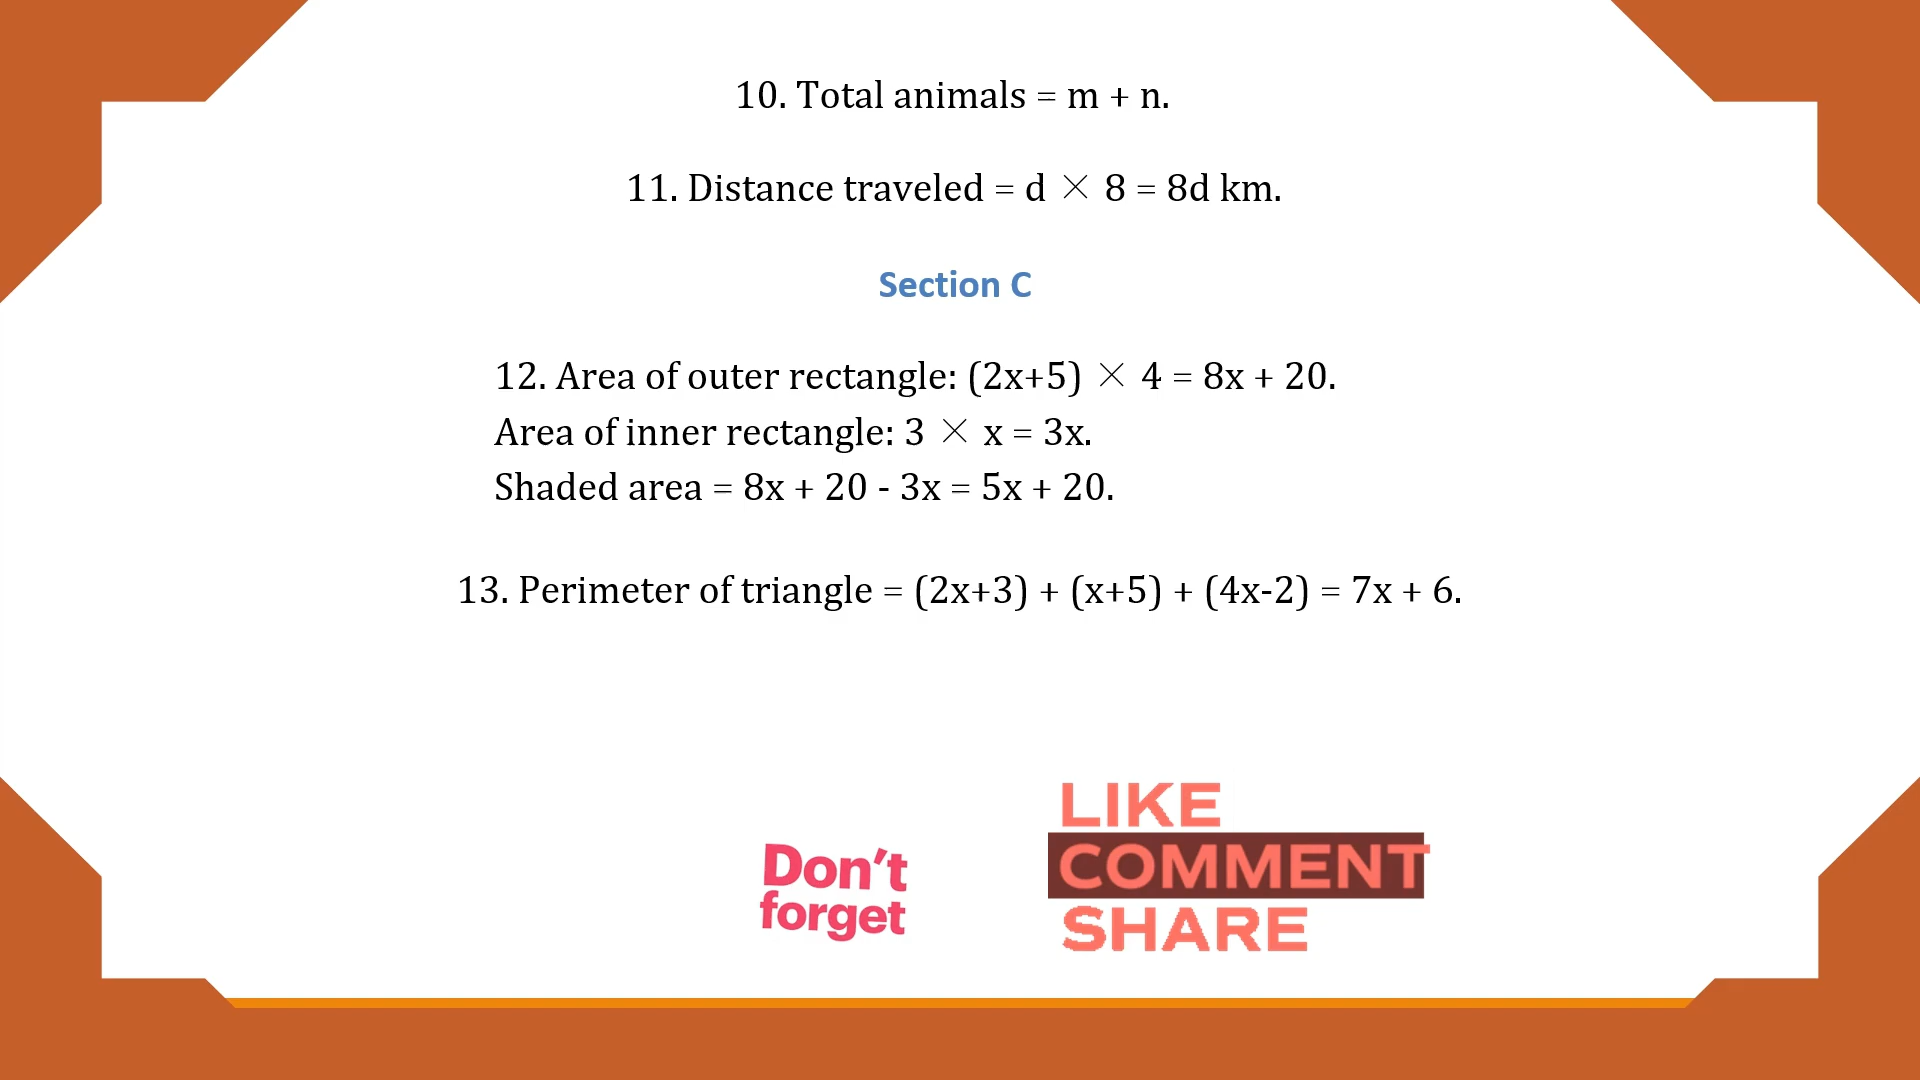 10. Total animals = m + n.
11. Distance traveled = d × 8 = 8d km.
Section C
12. Area of outer rectangle: (2x+5) × 4 = 8x + 20.
Area of inner rectangle: 3 × x = 3x.
Shaded area = 8x + 20 - 3x = 5x + 20.
13. Perimeter of triangle = (2x+3) + (x+5) + (4x-2) = 7x + 6.
Don't
forget
LIKE
COMMENT
SHARE